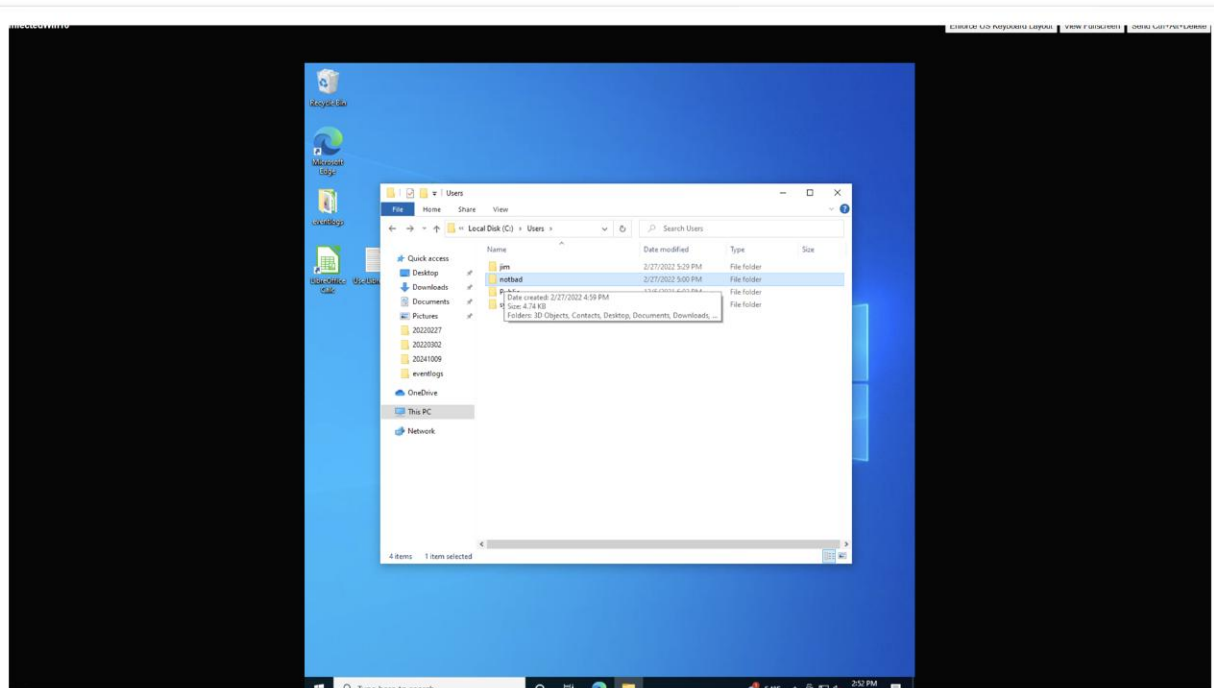 Enforce US Keyboard Layout View Fullscreen Send Ctrl+Alt+Delete
Recycle Bin
Microsoft
Edge
eventlogs
LibreOffice
Calc
Users
File Home Share View
Local Disk (C:) › Users ›
Search Users
Name Date modified Type Size
Quick access
Desktop
Downloads
Documents
Pictures
20220227
20220302
20241009
eventlogs
OneDrive
This PC
Network
jim 2/27/2022 5:29 PM File folder
notbad 2/27/2022 5:00 PM File folder
File folder
File folder
Date created: 2/27/2022 4:59 PM
Size: 4.74 KB
Folders: 3D Objects, Contacts, Desktop, Documents, Downloads, ...
4 items 1 item selected
Type here to search
2:52 PM